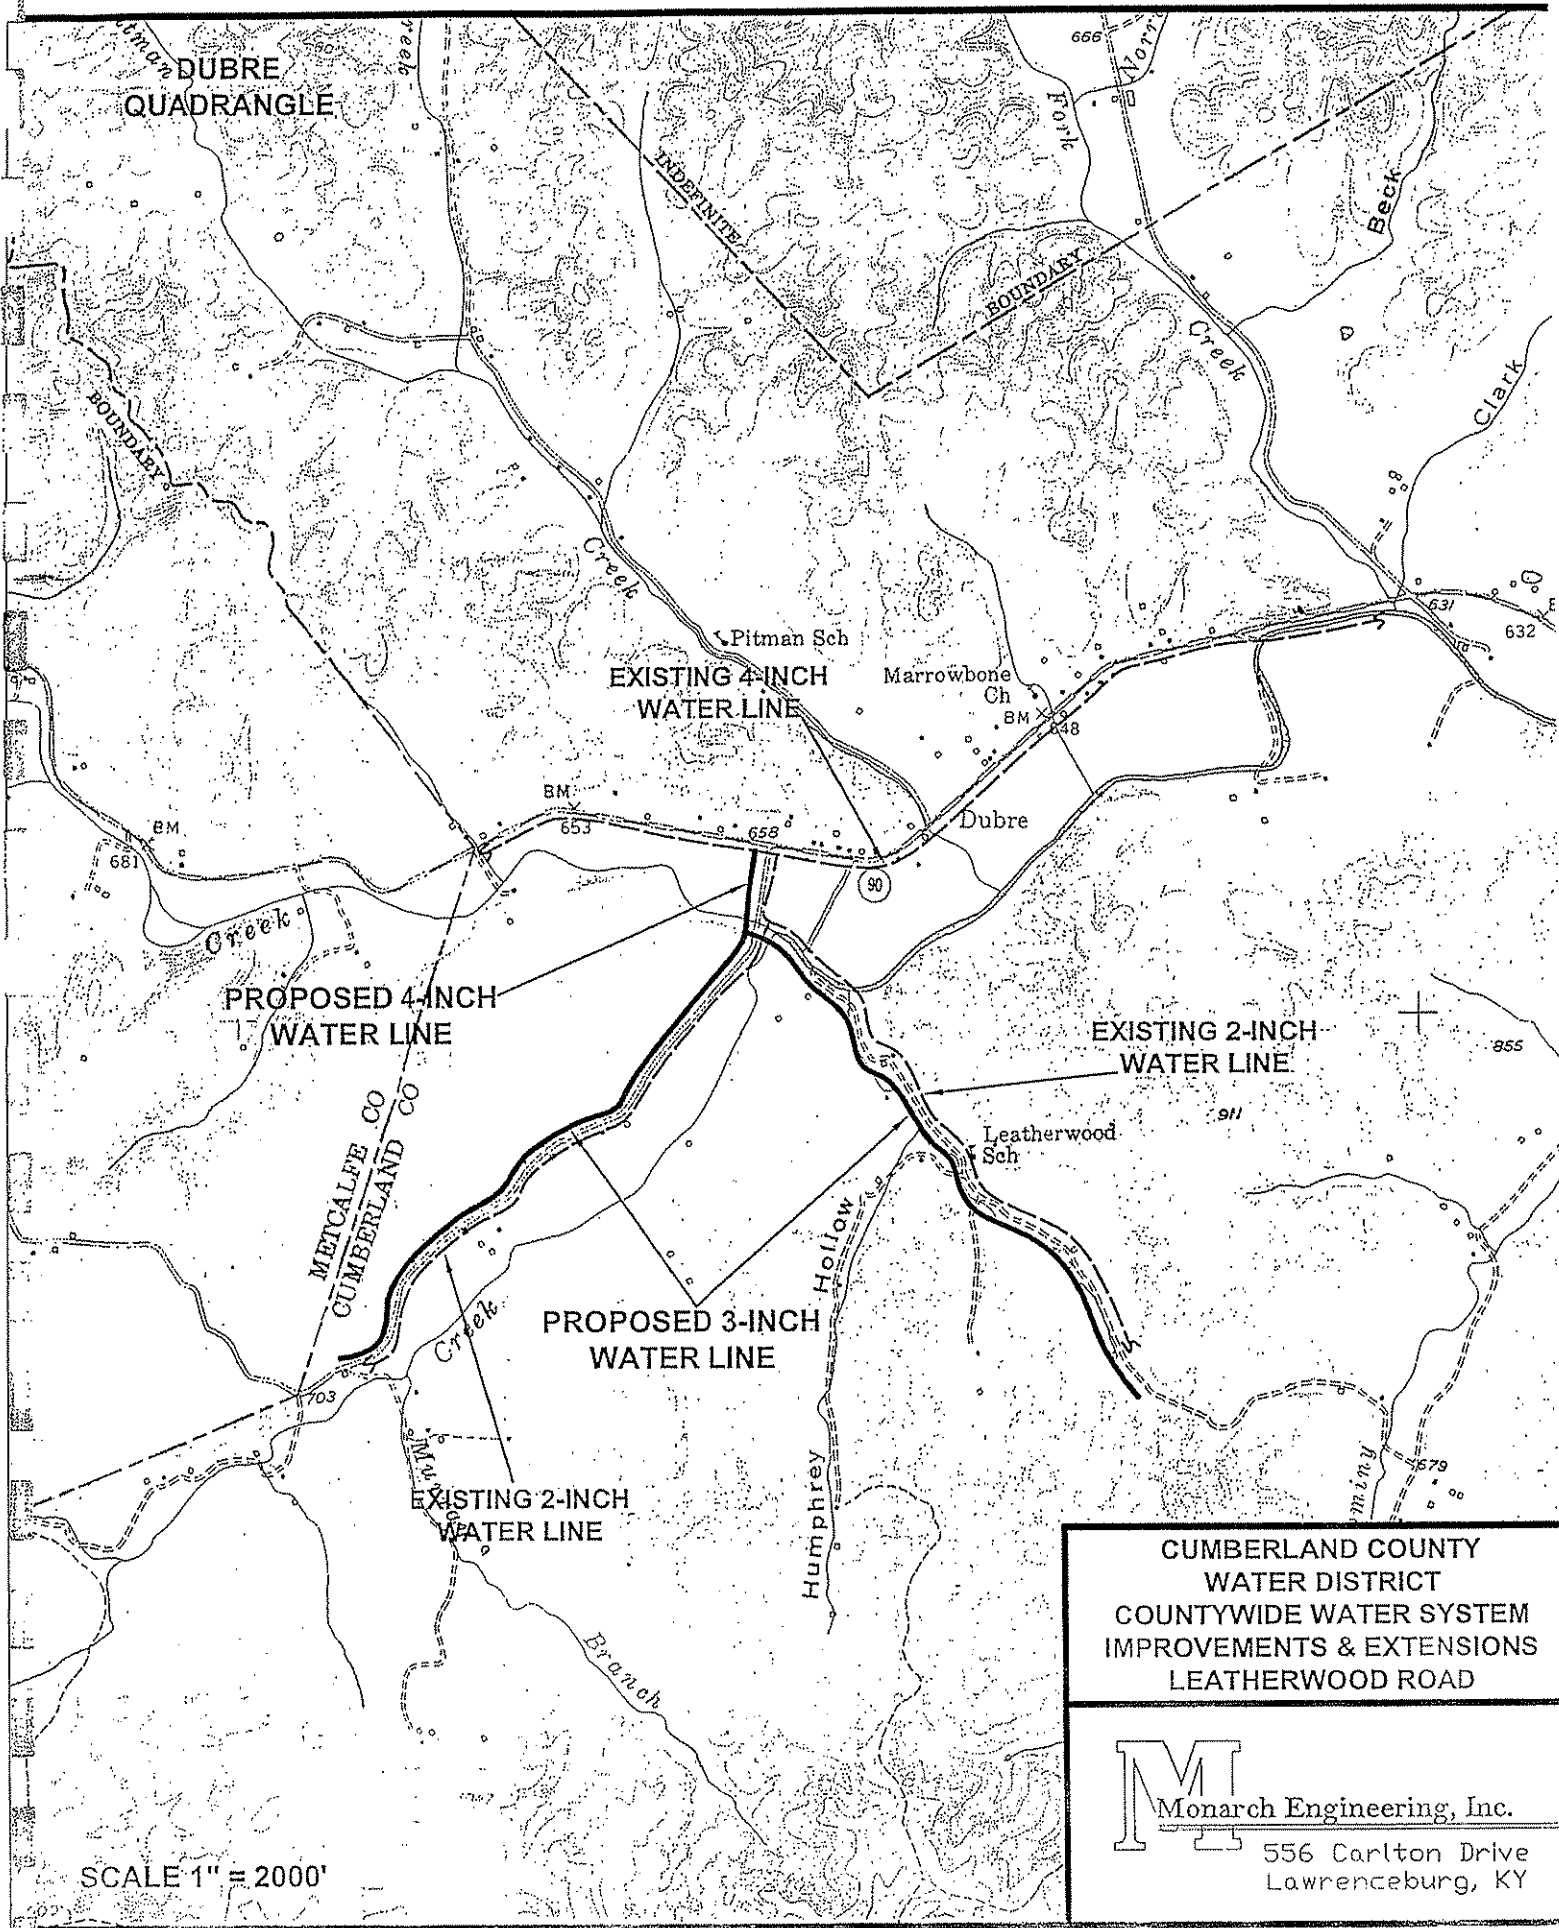 DUBRE
QUADRANGLE
666
Norr
Fork
Beck
INDEFINITE
BOUNDARY
Creek
Clark
BOUNDARY
Creek
Pitman Sch
EXISTING 4-INCH
WATER LINE
Marrowbone
Ch
BM
648
631
632
BM
653
658
Dubre
BM
681
90
Creek
PROPOSED 4-INCH
WATER LINE
EXISTING 2-INCH
WATER LINE
855
911
Leatherwood
Sch
METCALFE CO
CUMBERLAND CO
Hollow
PROPOSED 3-INCH
WATER LINE
Creek
703
EXISTING 2-INCH
WATER LINE
Humphrey
miny
679
Branch
CUMBERLAND COUNTY
WATER DISTRICT
COUNTYWIDE WATER SYSTEM
IMPROVEMENTS & EXTENSIONS
LEATHERWOOD ROAD
M
Monarch Engineering, Inc.
556 Carlton Drive
Lawrenceburg, KY
SCALE 1" = 2000'